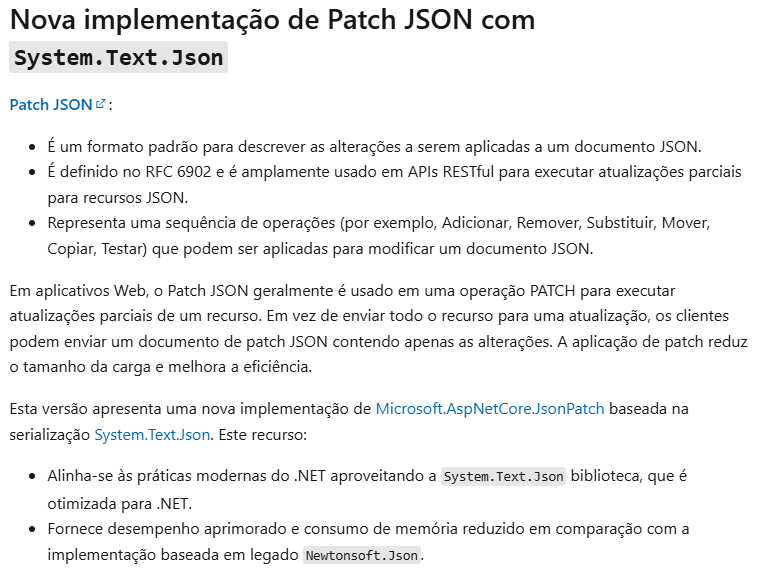 Nova implementação de Patch JSON com
System.Text.Json
Patch JSON :
• É um formato padrão para descrever as alterações a serem aplicadas a um documento JSON.
• É definido no RFC 6902 e é amplamente usado em APIs RESTful para executar atualizações parciais
para recursos JSON.
• Representa uma sequência de operações (por exemplo, Adicionar, Remover, Substituir, Mover,
Copiar, Testar) que podem ser aplicadas para modificar um documento JSON.
Em aplicativos Web, o Patch JSON geralmente é usado em uma operação PATCH para executar
atualizações parciais de um recurso. Em vez de enviar todo o recurso para uma atualização, os clientes
podem enviar um documento de patch JSON contendo apenas as alterações. A aplicação de patch reduz
o tamanho da carga e melhora a eficiência.
Esta versão apresenta uma nova implementação de Microsoft.AspNetCore.JsonPatch baseada na
serialização System.Text.Json. Este recurso:
• Alinha-se às práticas modernas do .NET aproveitando a System.Text.Json biblioteca, que é
otimizada para .NET.
• Fornece desempenho aprimorado e consumo de memória reduzido em comparação com a
implementação baseada em legado Newtonsoft.Json.